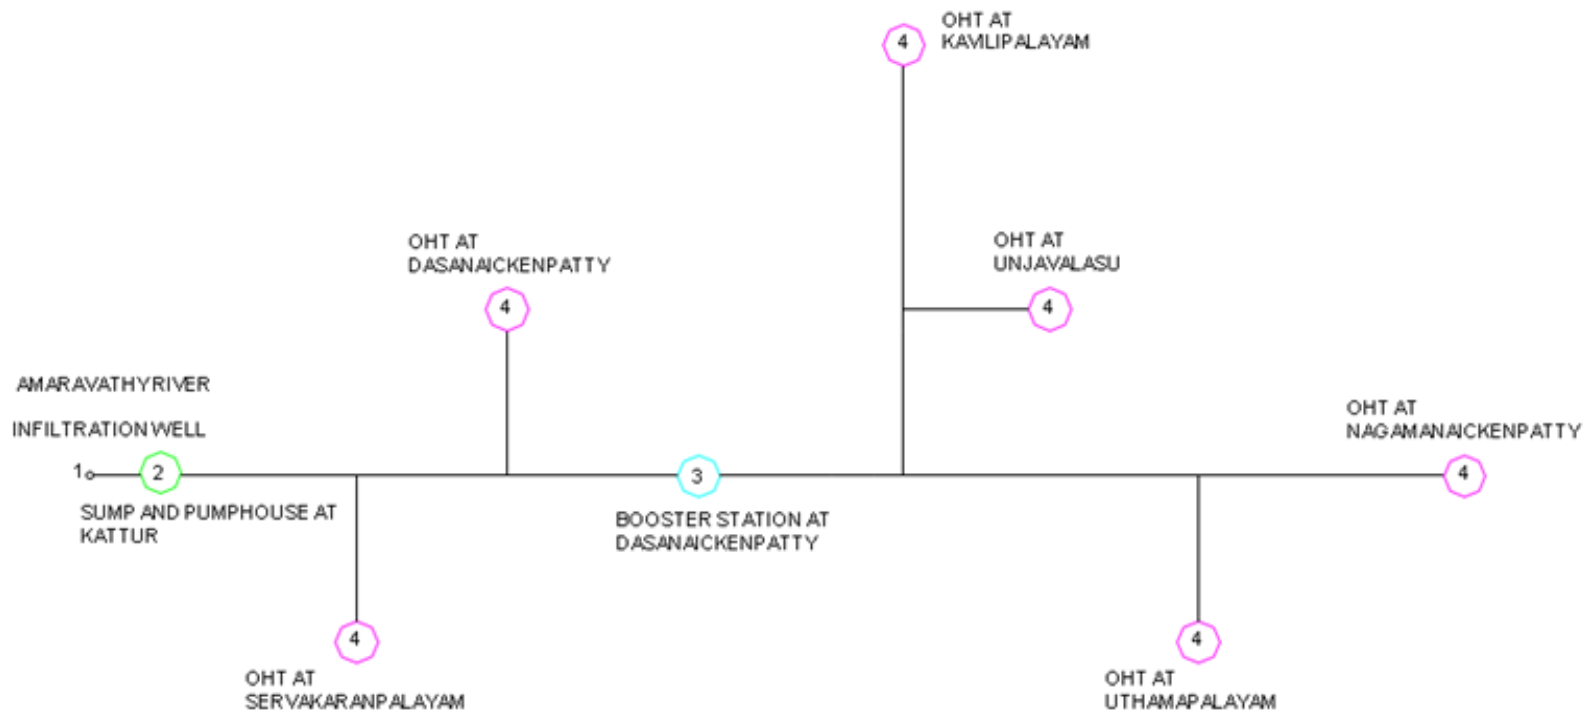 OHT AT
KAVILIPALAYAM
4
OHT AT
DASANAICKENPATTY
4
OHT AT
UNJAVALASU
4
AMARAVATHYRIVER
INFILTRATION WELL
1
2
SUMP AND PUMPHOUSE AT
KATTUR
3
BOOSTER STATION AT
DASANAICKENPATTY
OHT AT
NAGAMANAICKENPATTY
4
4
OHT AT
SERVAKARANPALAYAM
4
OHT AT
UTHAMAPALAYAM